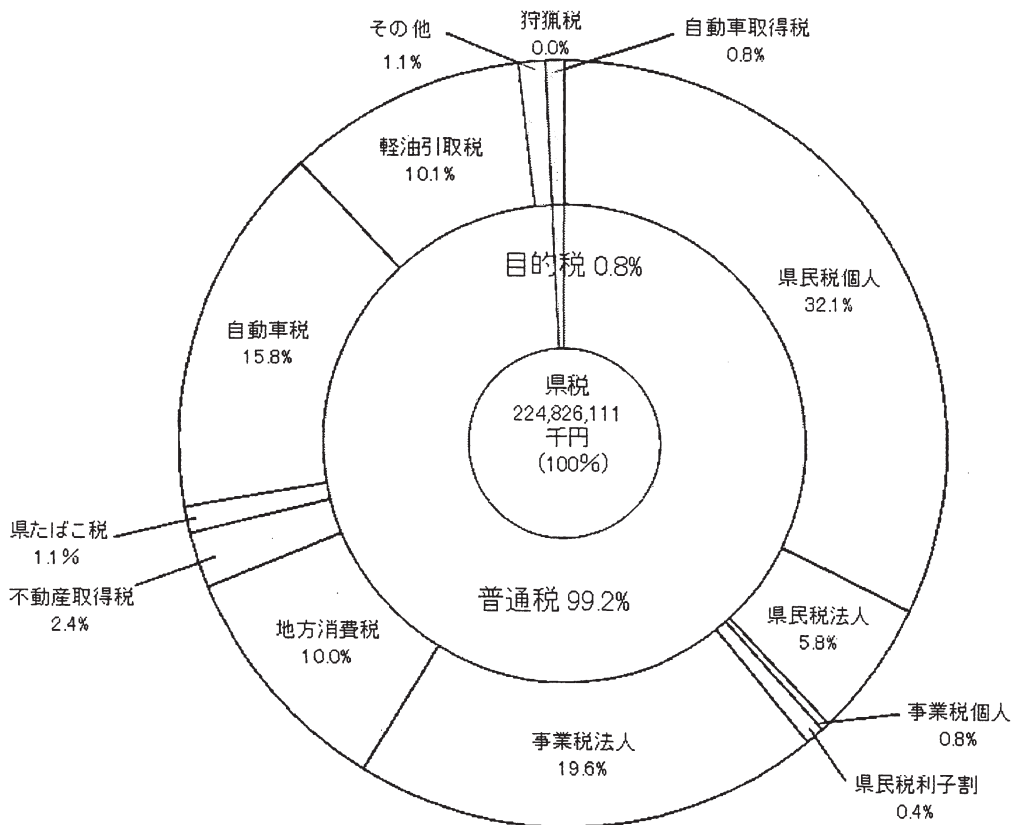 狩猟税
0.0%
自動車取得税
0.8%
県民税個人
32.1%
県民税法人
5.8%
事業税個人
0.8%
県民税利子割
0.4%
事業税法人
19.6%
地方消費税
10.0%
不動産取得税
2.4%
県たばこ税
1.1%
自動車税
15.8%
軽油引取税
10.1%
その他
1.1%
目的税 0.8%
県税
224,826,111
千円
(100%)
普通税 99.2%